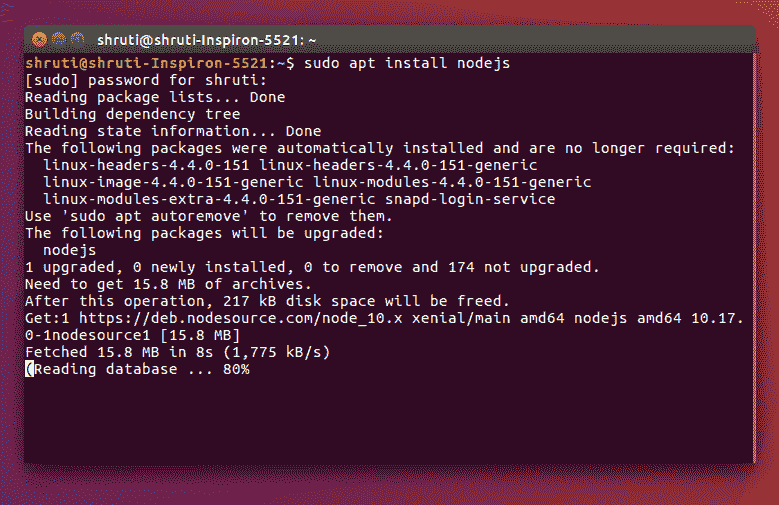 shruti@shruti-Inspiron-5521: ~
shruti@shruti-Inspiron-5521:~$ sudo apt install nodejs
[sudo] password for shruti:
Reading package lists... Done
Building dependency tree
Reading state information... Done
The following packages were automatically installed and are no longer required:
  linux-headers-4.4.0-151 linux-headers-4.4.0-151-generic
  linux-image-4.4.0-151-generic linux-modules-4.4.0-151-generic
  linux-modules-extra-4.4.0-151-generic snapd-login-service
Use 'sudo apt autoremove' to remove them.
The following packages will be upgraded:
  nodejs
1 upgraded, 0 newly installed, 0 to remove and 174 not upgraded.
Need to get 15.8 MB of archives.
After this operation, 217 kB disk space will be freed.
Get:1 https://deb.nodesource.com/node_10.x xenial/main amd64 nodejs amd64 10.17.
0-1nodesource1 [15.8 MB]
Fetched 15.8 MB in 8s (1,775 kB/s)
(Reading database ... 80%